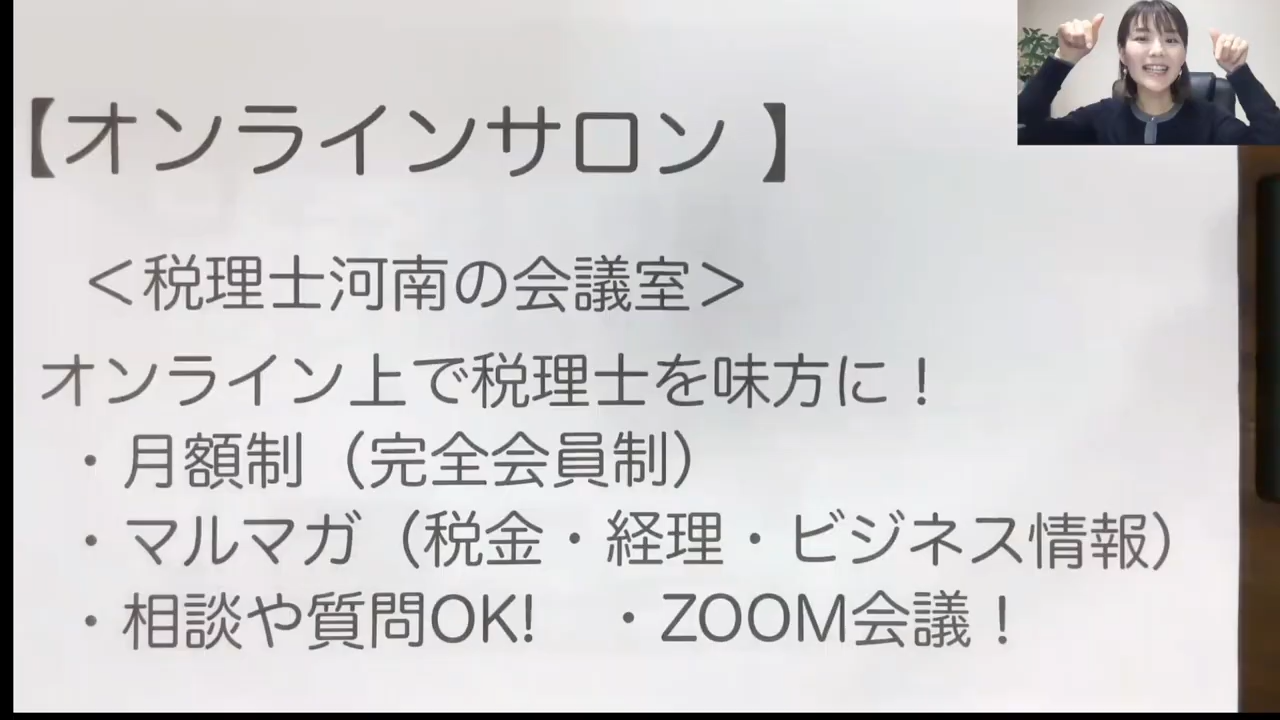 【オンラインサロン 】
＜税理士河南の会議室＞
オンライン上で税理士を味方に！
・月額制（完全会員制）
・マルマガ（税金・経理・ビジネス情報）
・相談や質問OK!　・ZOOM会議！